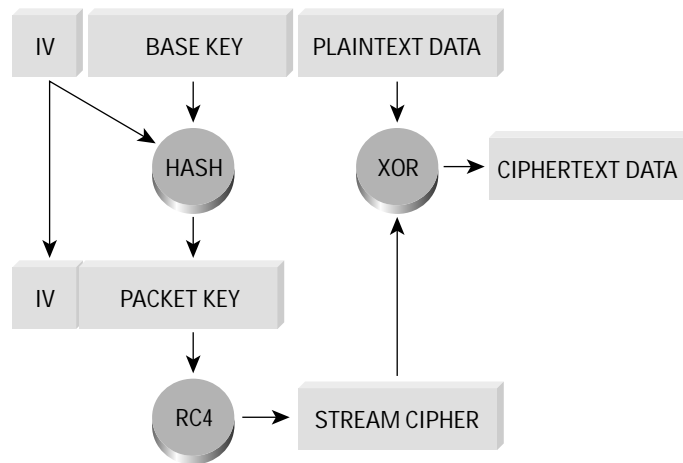 IV
BASE KEY
PLAINTEXT DATA
HASH
XOR
CIPHERTEXT DATA
IV
PACKET KEY
RC4
STREAM CIPHER